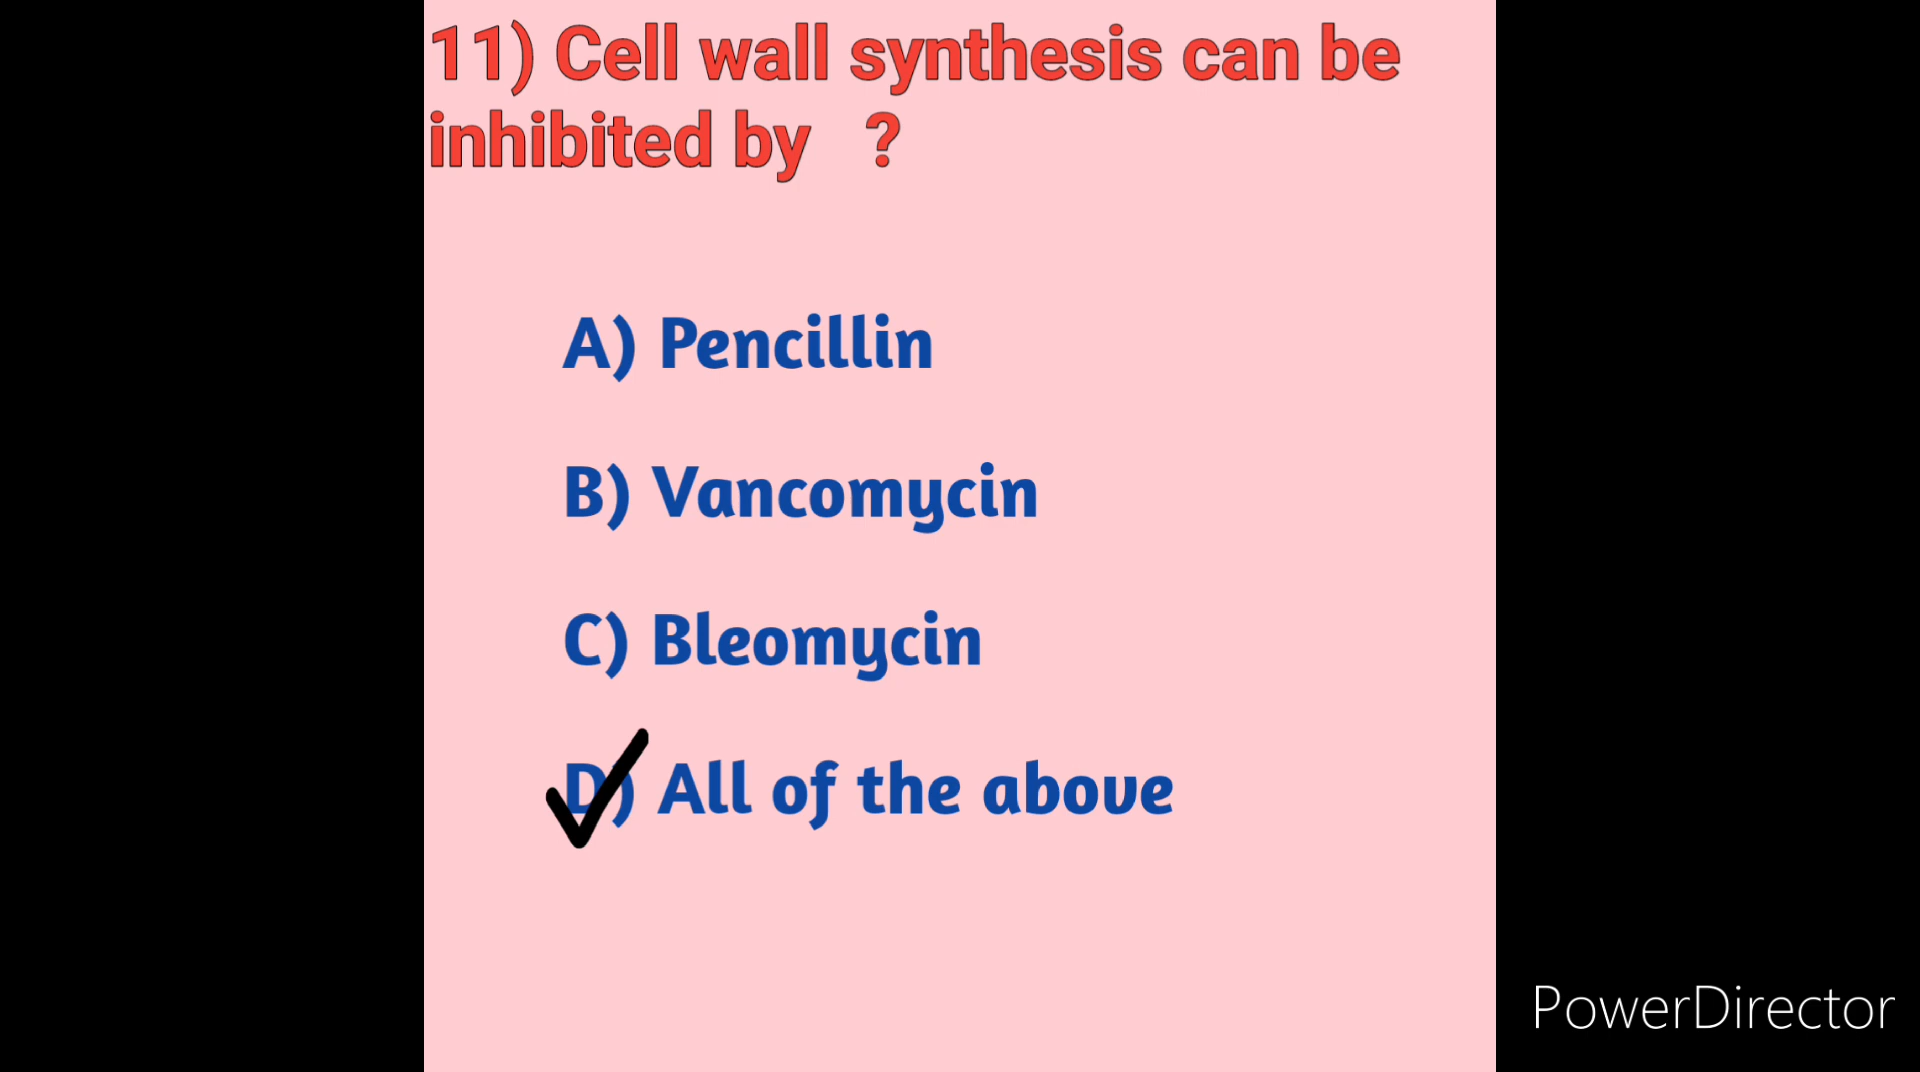 11) Cell wall synthesis can be
inhibited by ?
A) Pencillin
B) Vancomycin
C) Bleomycin
D) All of the above
PowerDirector